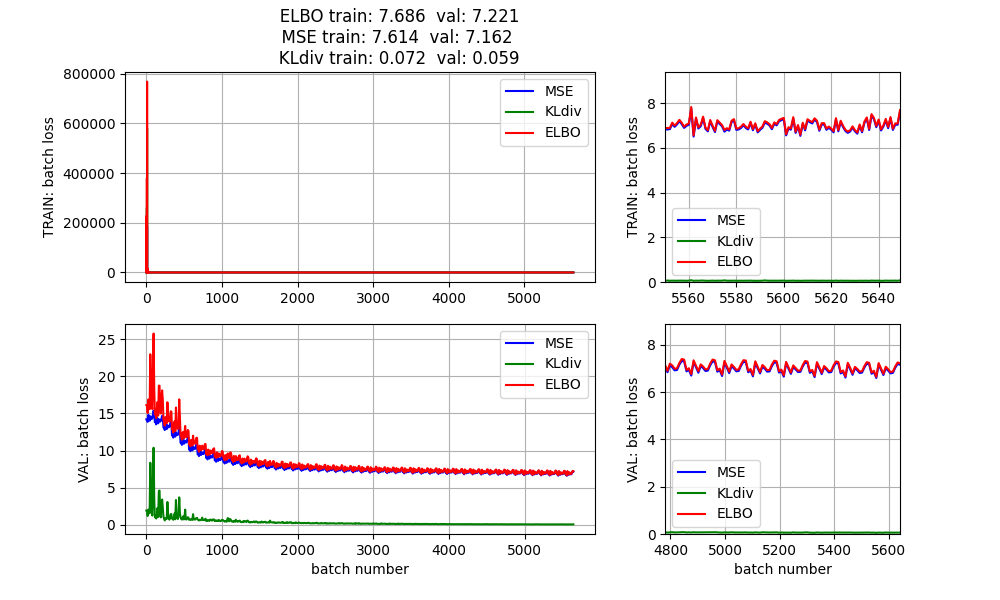 ELBO train: 7.686  val: 7.221
MSE train: 7.614  val: 7.162
KLdiv train: 0.072  val: 0.059
TRAIN: batch loss
800000
600000
400000
200000
0
MSE
KLdiv
ELBO
0 1000 2000 3000 4000 5000
TRAIN: batch loss
8
6
4
2
0
MSE
KLdiv
ELBO
5560 5580 5600 5620 5640
VAL: batch loss
25
20
15
10
5
0
MSE
KLdiv
ELBO
0 1000 2000 3000 4000 5000
batch number
VAL: batch loss
8
6
4
2
0
MSE
KLdiv
ELBO
4800 5000 5200 5400 5600
batch number